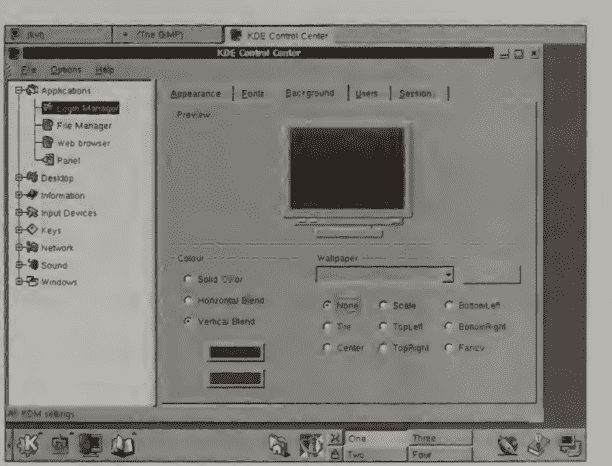 (kvt)
(The GIMP)
KDE Control Center
KDE Control Center
File Options Help
Applications
Login Manager
File Manager
Web browser
Panel
Desktop
Information
Input Devices
Keys
Network
Sound
Windows
Appearance Fonts Background Users Session
Preview
Colour
Solid Color
Horizontal Blend
Vertical Blend
Wallpaper
None Scale BottomLeft
Tile TopLeft BottomRight
Center TopRight Fancy
KDM settings
One Three
Two Four